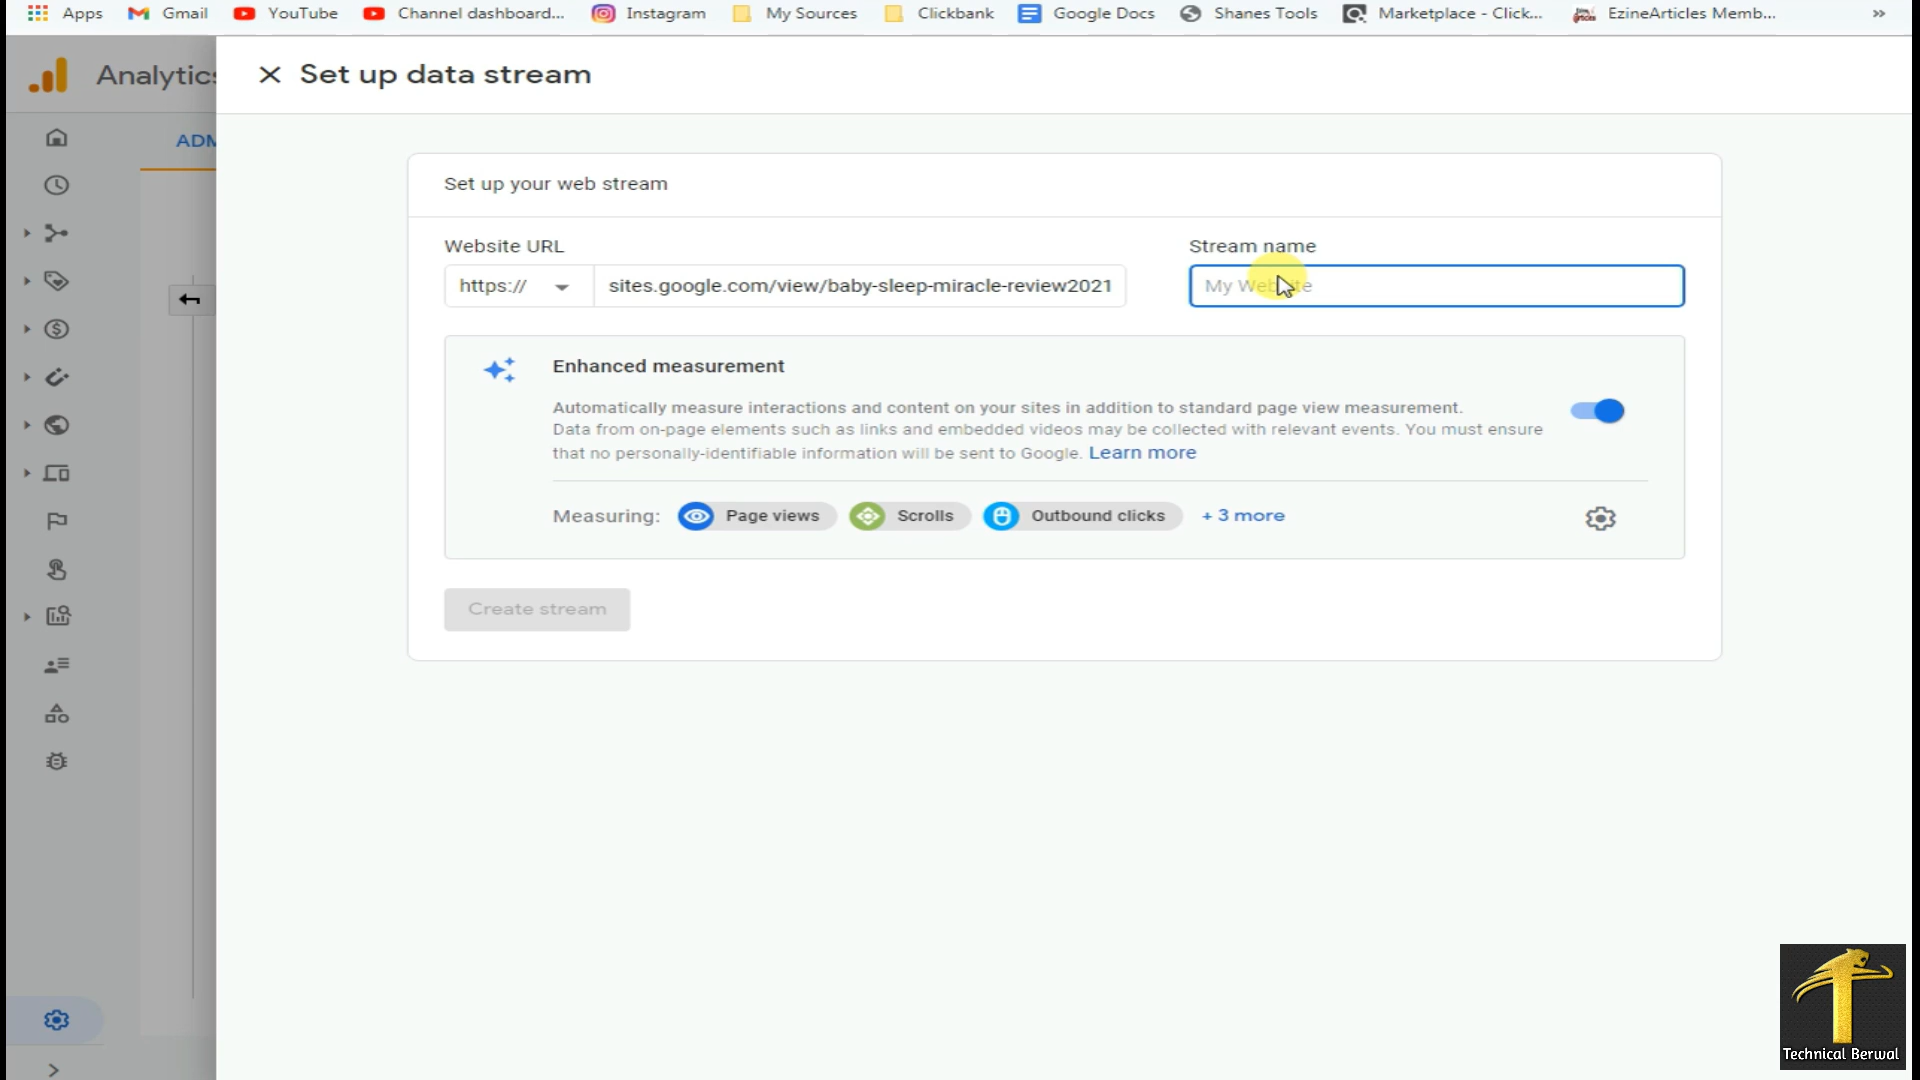 Apps Gmail YouTube Channel dashboard... Instagram My Sources Clickbank Google Docs Shanes Tools Marketplace - Click... EzineArticles Memb... »
Analytics
Set up data stream
ADM
Set up your web stream
Website URL
Stream name
https://
sites.google.com/view/baby-sleep-miracle-review2021
My Website
Enhanced measurement
Automatically measure interactions and content on your sites in addition to standard page view measurement.
Data from on-page elements such as links and embedded videos may be collected with relevant events. You must ensure
that no personally-identifiable information will be sent to Google. Learn more
Measuring: Page views Scrolls Outbound clicks + 3 more
Create stream
Technical Berwal